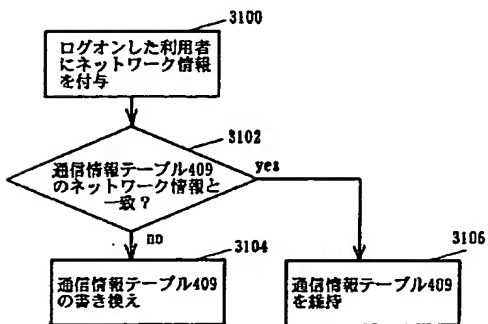 3100
ログオンした利用者
にネットワーク情報
を付与
3102
通信情報テーブル409
のネットワーク情報と
一致？
yes
no
3104
3106
通信情報テーブル409
の書き換え
通信情報テーブル409
を維持